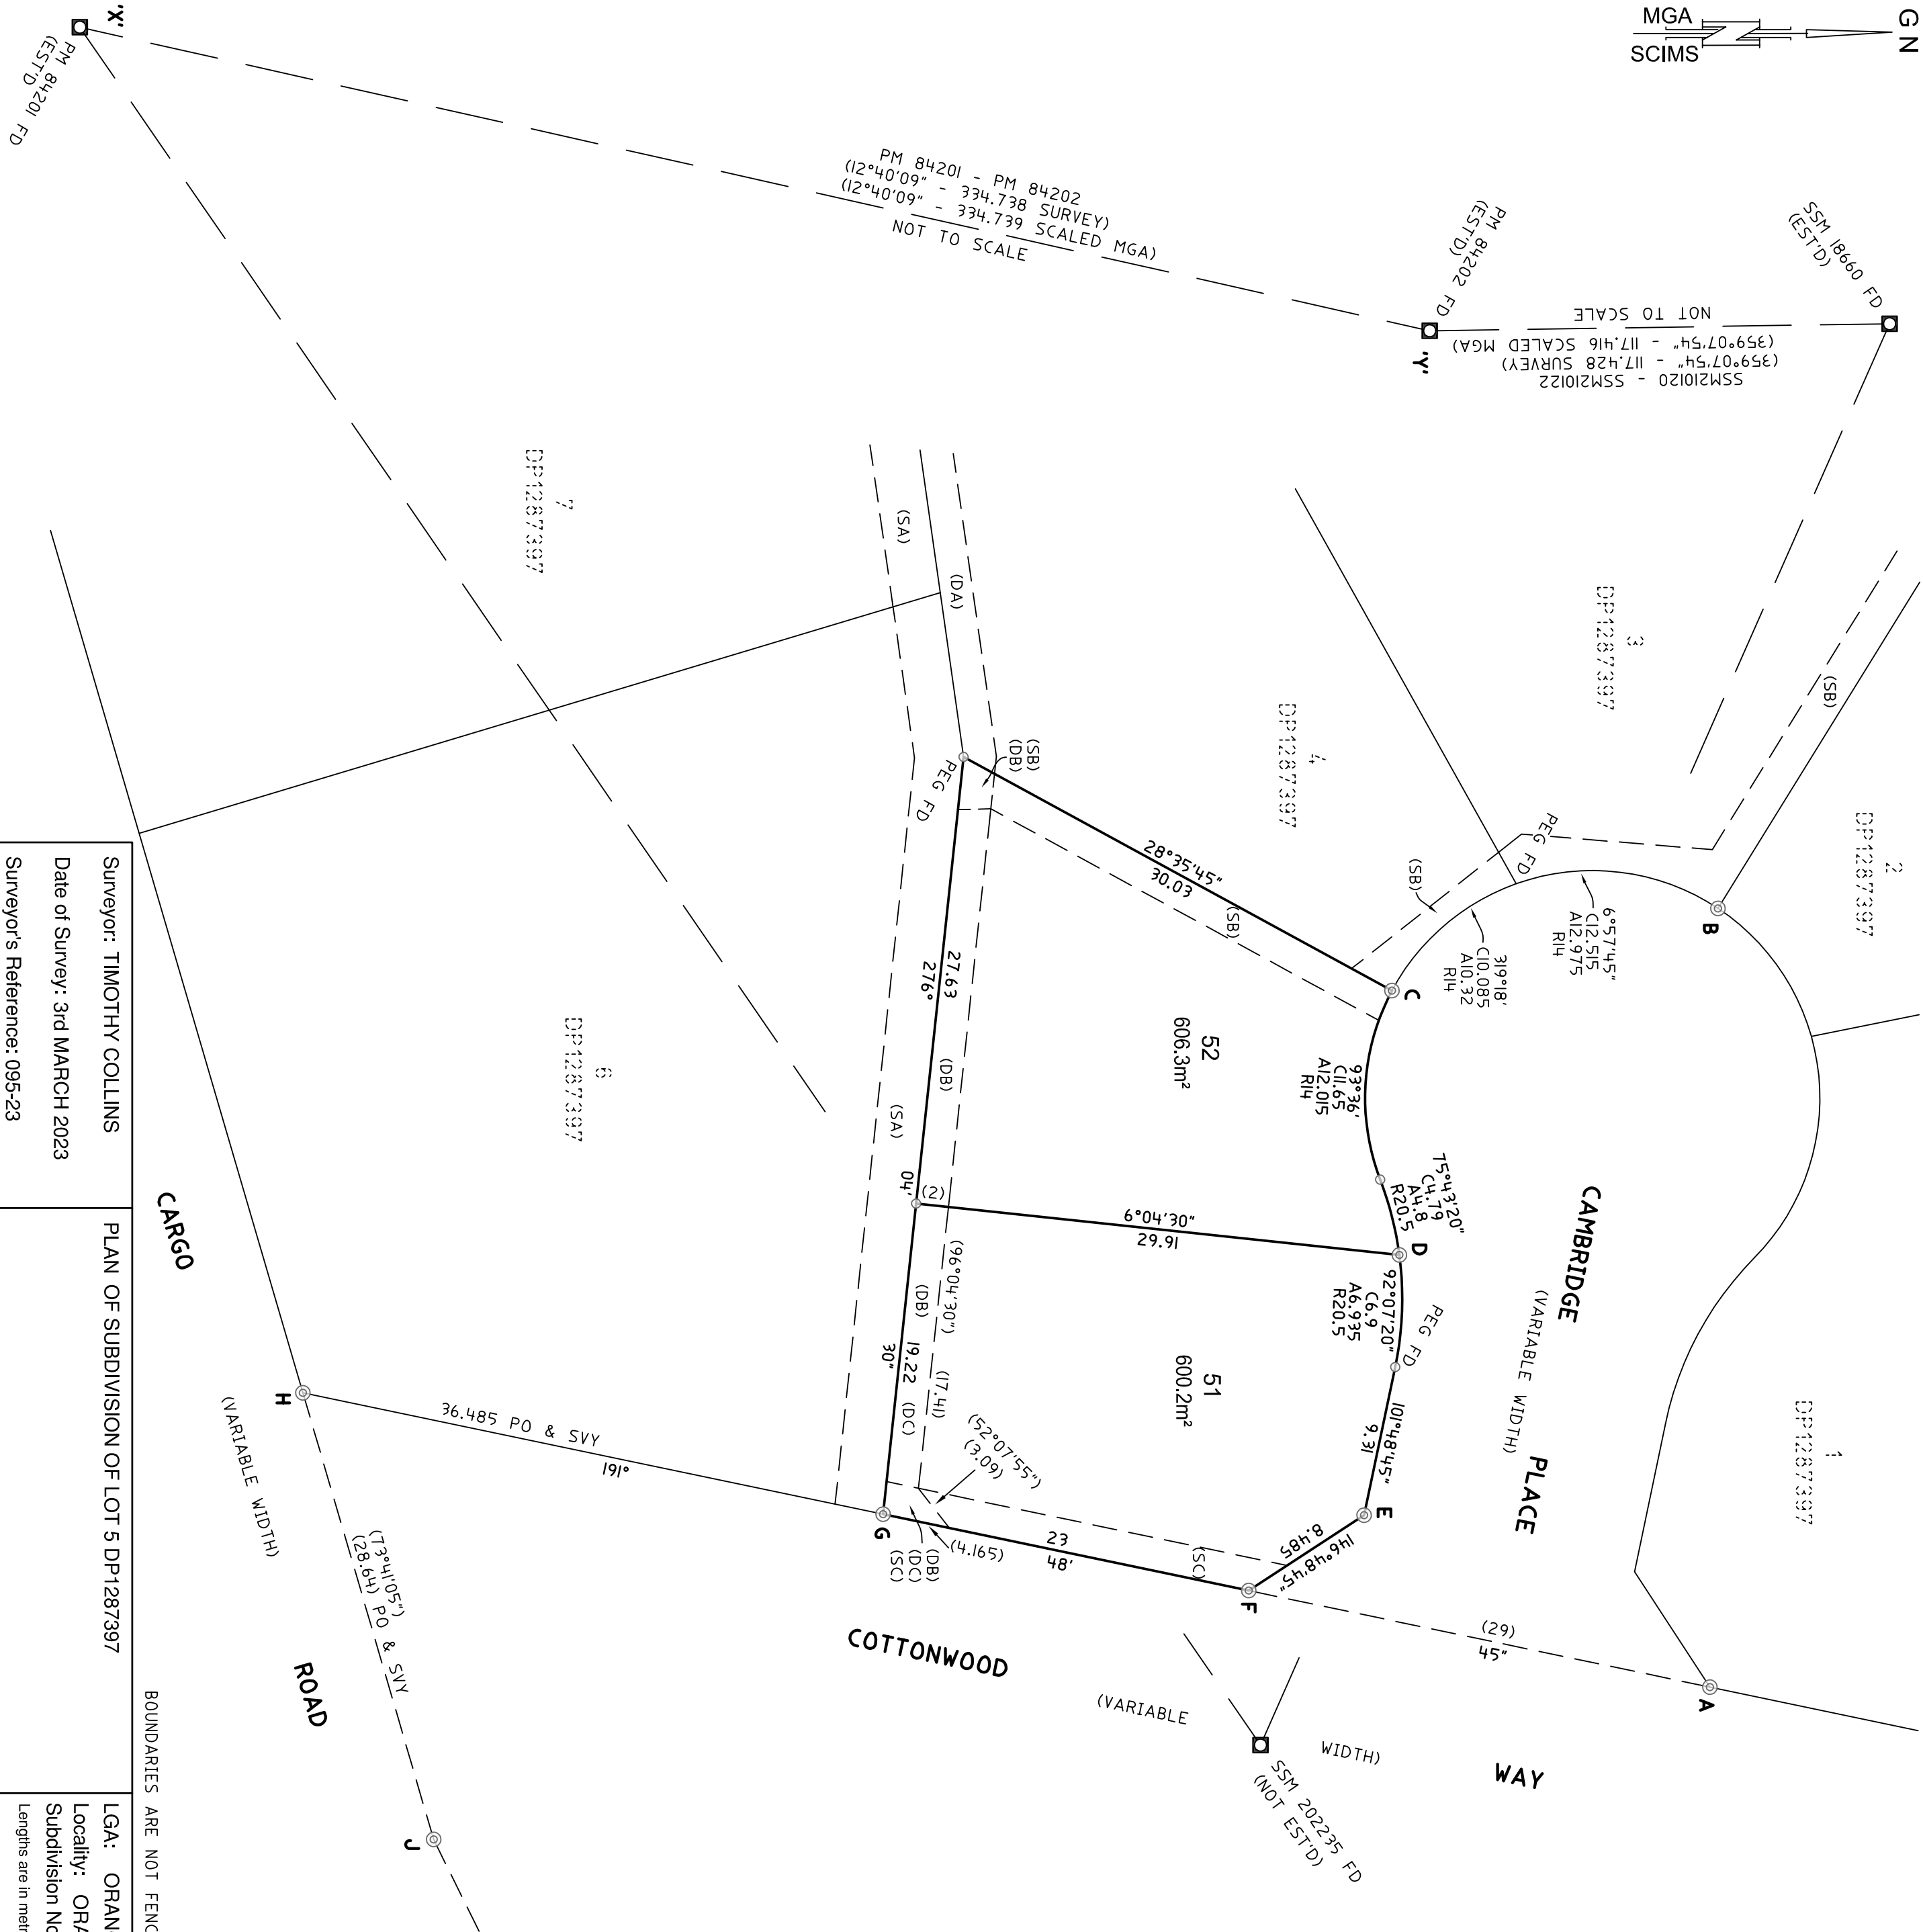 G N
MGA
SCIMS
'X'
PM 84201 FD
(EST'D)
PM 84201 - PM 84202
(12°40'09" - 334.738 SURVEY)
(12°40'09" - 334.739 SCALED MGA)
NOT TO SCALE
PM 84202 FD
(EST'D)
'Y'
SSM 18660 FD
(EST'D)
SSM210120 - SSM210122
(359°07'54" - 117.428 SURVEY)
(359°07'54" - 117.416 SCALED MGA)
NOT TO SCALE
7
DP1287397
3
DP1287397
4
DP1287397
2
DP1287397
6
DP1287397
1
DP1287397
(SA)
(DA)
(SB)
(SB)
(DB)
PEG FD
28°35'45"
30.03
(SB)
(SB)
PEG FD
6°57'45"
C12.515
A12.975
R14
319°18'
C10.085
A10.32
R14
B
C
52
606.3m²
93°36'
C11.65
A12.015
R14
75°43'20"
C4.79
A4.8
R20.5
D
27.63
276°
(DB)
(SA)
04'
(2)
6°04'30"
29.91
CAMBRIDGE
PLACE
(VARIABLE WIDTH)
92°07'20"
C6.9
A6.935
R20.5
PEG FD
51
600.2m²
101°48'45"
9.31
E
(96°04'30")
(17.41)
(DB)
19.22
30"
(DC)
(52°07'55")
(3.09)
(4.165)
(DB)
(DC)
(SC)
G
23
48'
(SC)
8.485
146°48'45"
F
(29)
45"
A
36.485 PO & SVY
191°
H
CARGO
ROAD
(VARIABLE WIDTH)
(73°41'05")
(28.64) PO & SVY
J
COTTONWOOD
WAY
(VARIABLE
WIDTH)
SSM 202235 FD
(NOT EST'D)
BOUNDARIES ARE NOT FENC
Surveyor: TIMOTHY COLLINS
Date of Survey: 3rd MARCH 2023
Surveyor's Reference: 095-23
PLAN OF SUBDIVISION OF LOT 5 DP1287397
LGA: ORAN
Locality: ORA
Subdivision No
Lengths are in metr